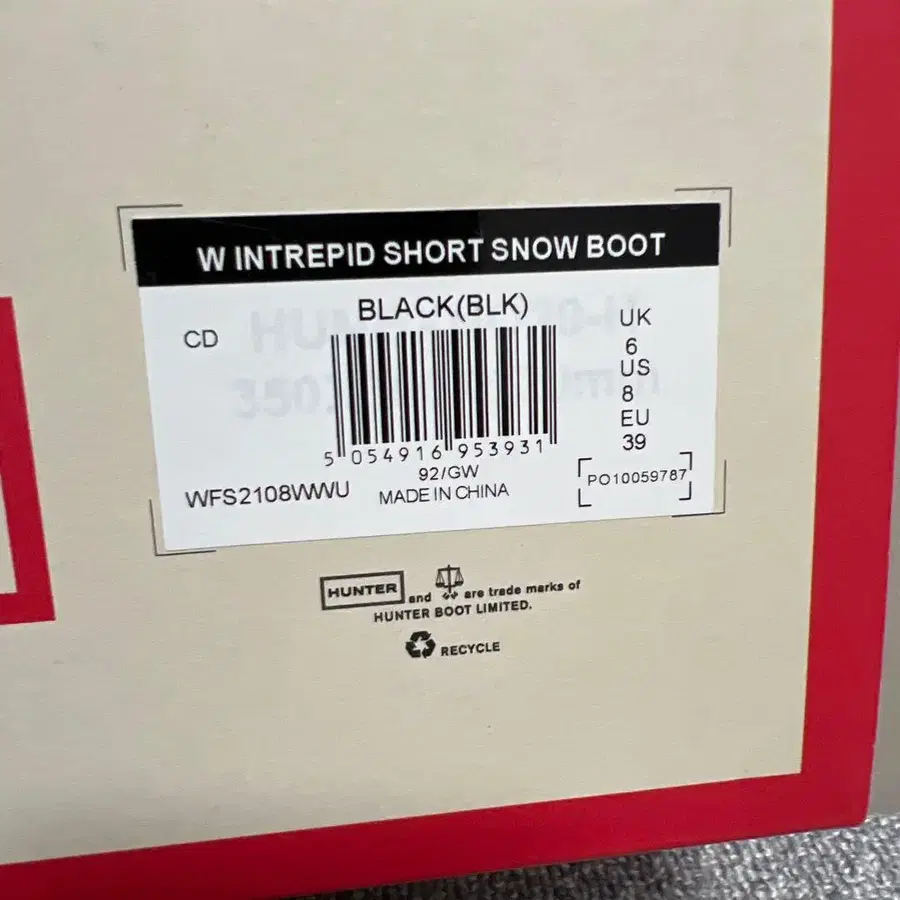 W INTREPID SHORT SNOW BOOT
BLACK(BLK)
CD
UK
6
US
8
EU
39
5 054916 953931
92/GW
WFS2108WWU
MADE IN CHINA
PO10059787
HUNTER and are trade marks of
HUNTER BOOT LIMITED.
RECYCLE